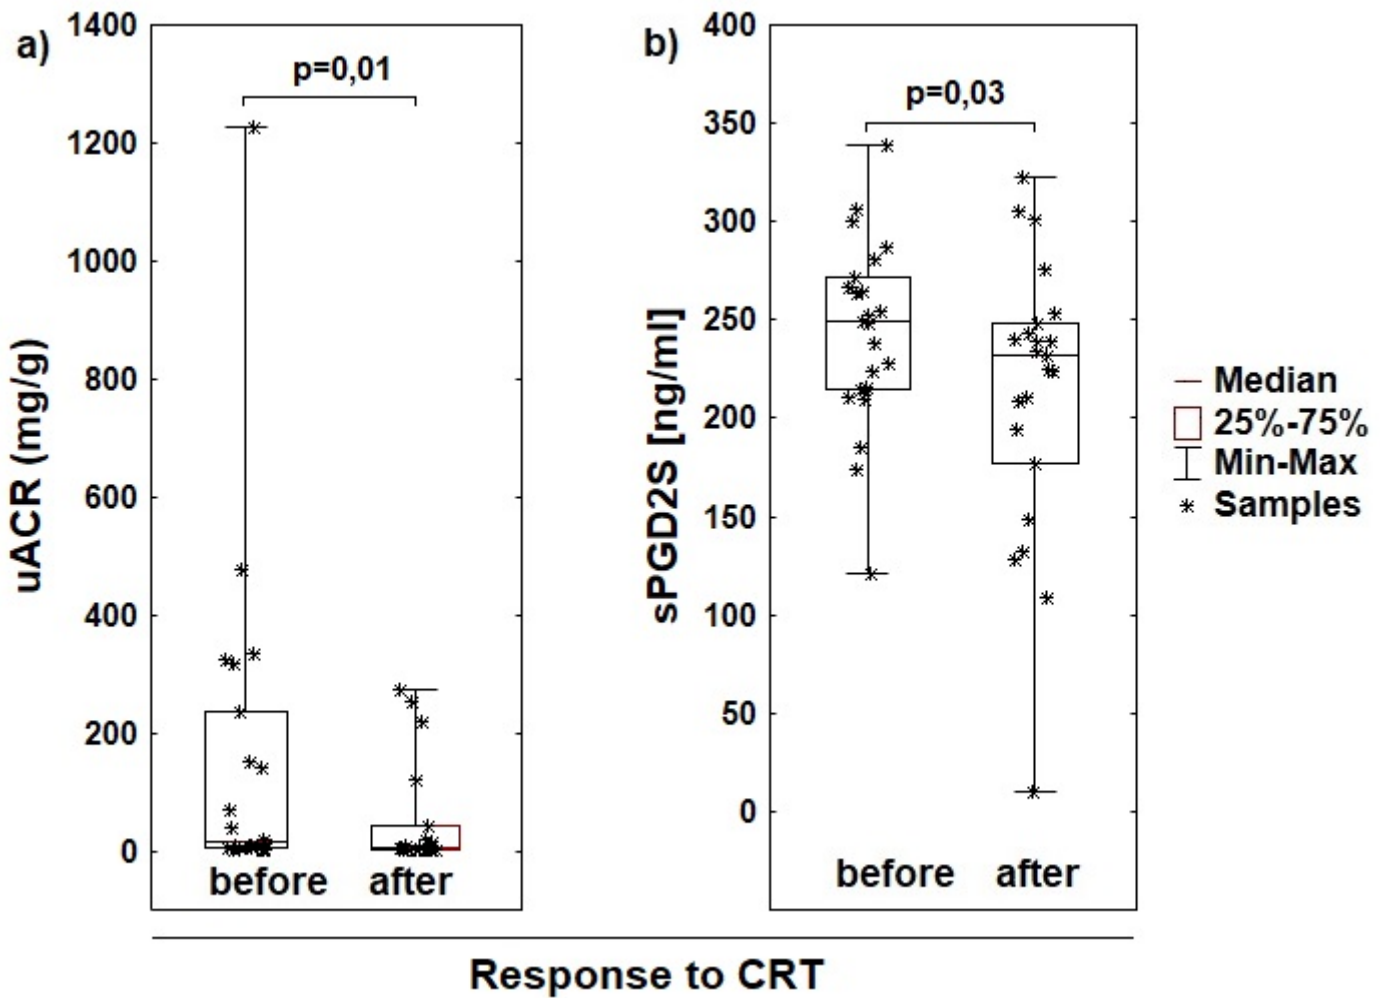 a)
1400
1200
1000
800
600
400
200
0
uACR (mg/g)
p=0,01
before after
b)
400
350
300
250
200
150
100
50
0
sPGD2S [ng/ml]
p=0,03
before after
Median
25%-75%
Min-Max
Samples
Response to CRT